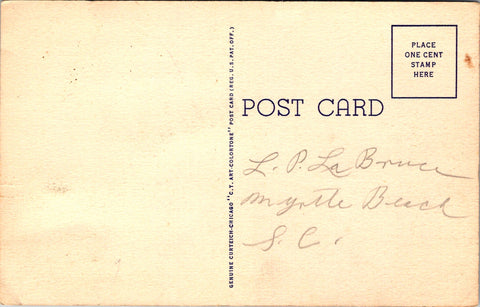 PLACE
ONE CENT
STAMP
HERE
POST CARD
GENUINE CURTEICH-CHICAGO "C.T. ART-COLORTONE" POST CARD (REG. U.S. PAT. OFF.)
L. P. La Bruce
Myrtle Beach
S. C.